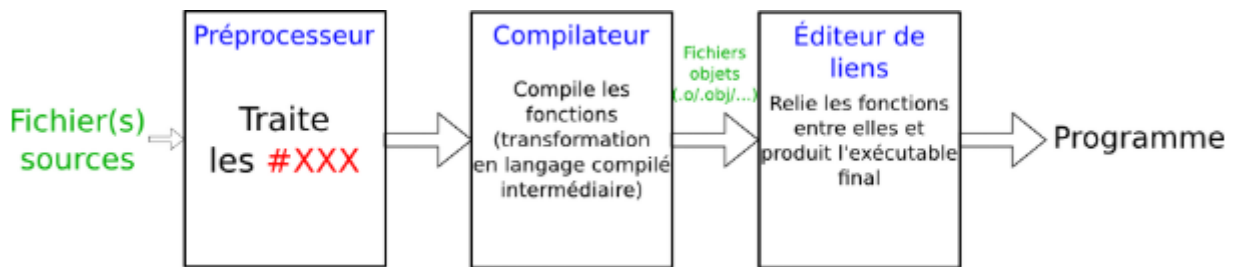 Fichier(s)
sources
Préprocesseur
Traite
les #XXX
Compilateur
Compile les
fonctions
(transformation
en langage compilé
intermédiaire)
Fichiers
objets
(.o/.obj/...)
Éditeur de
liens
Relie les fonctions
entre elles et
produit l'exécutable
final
Programme